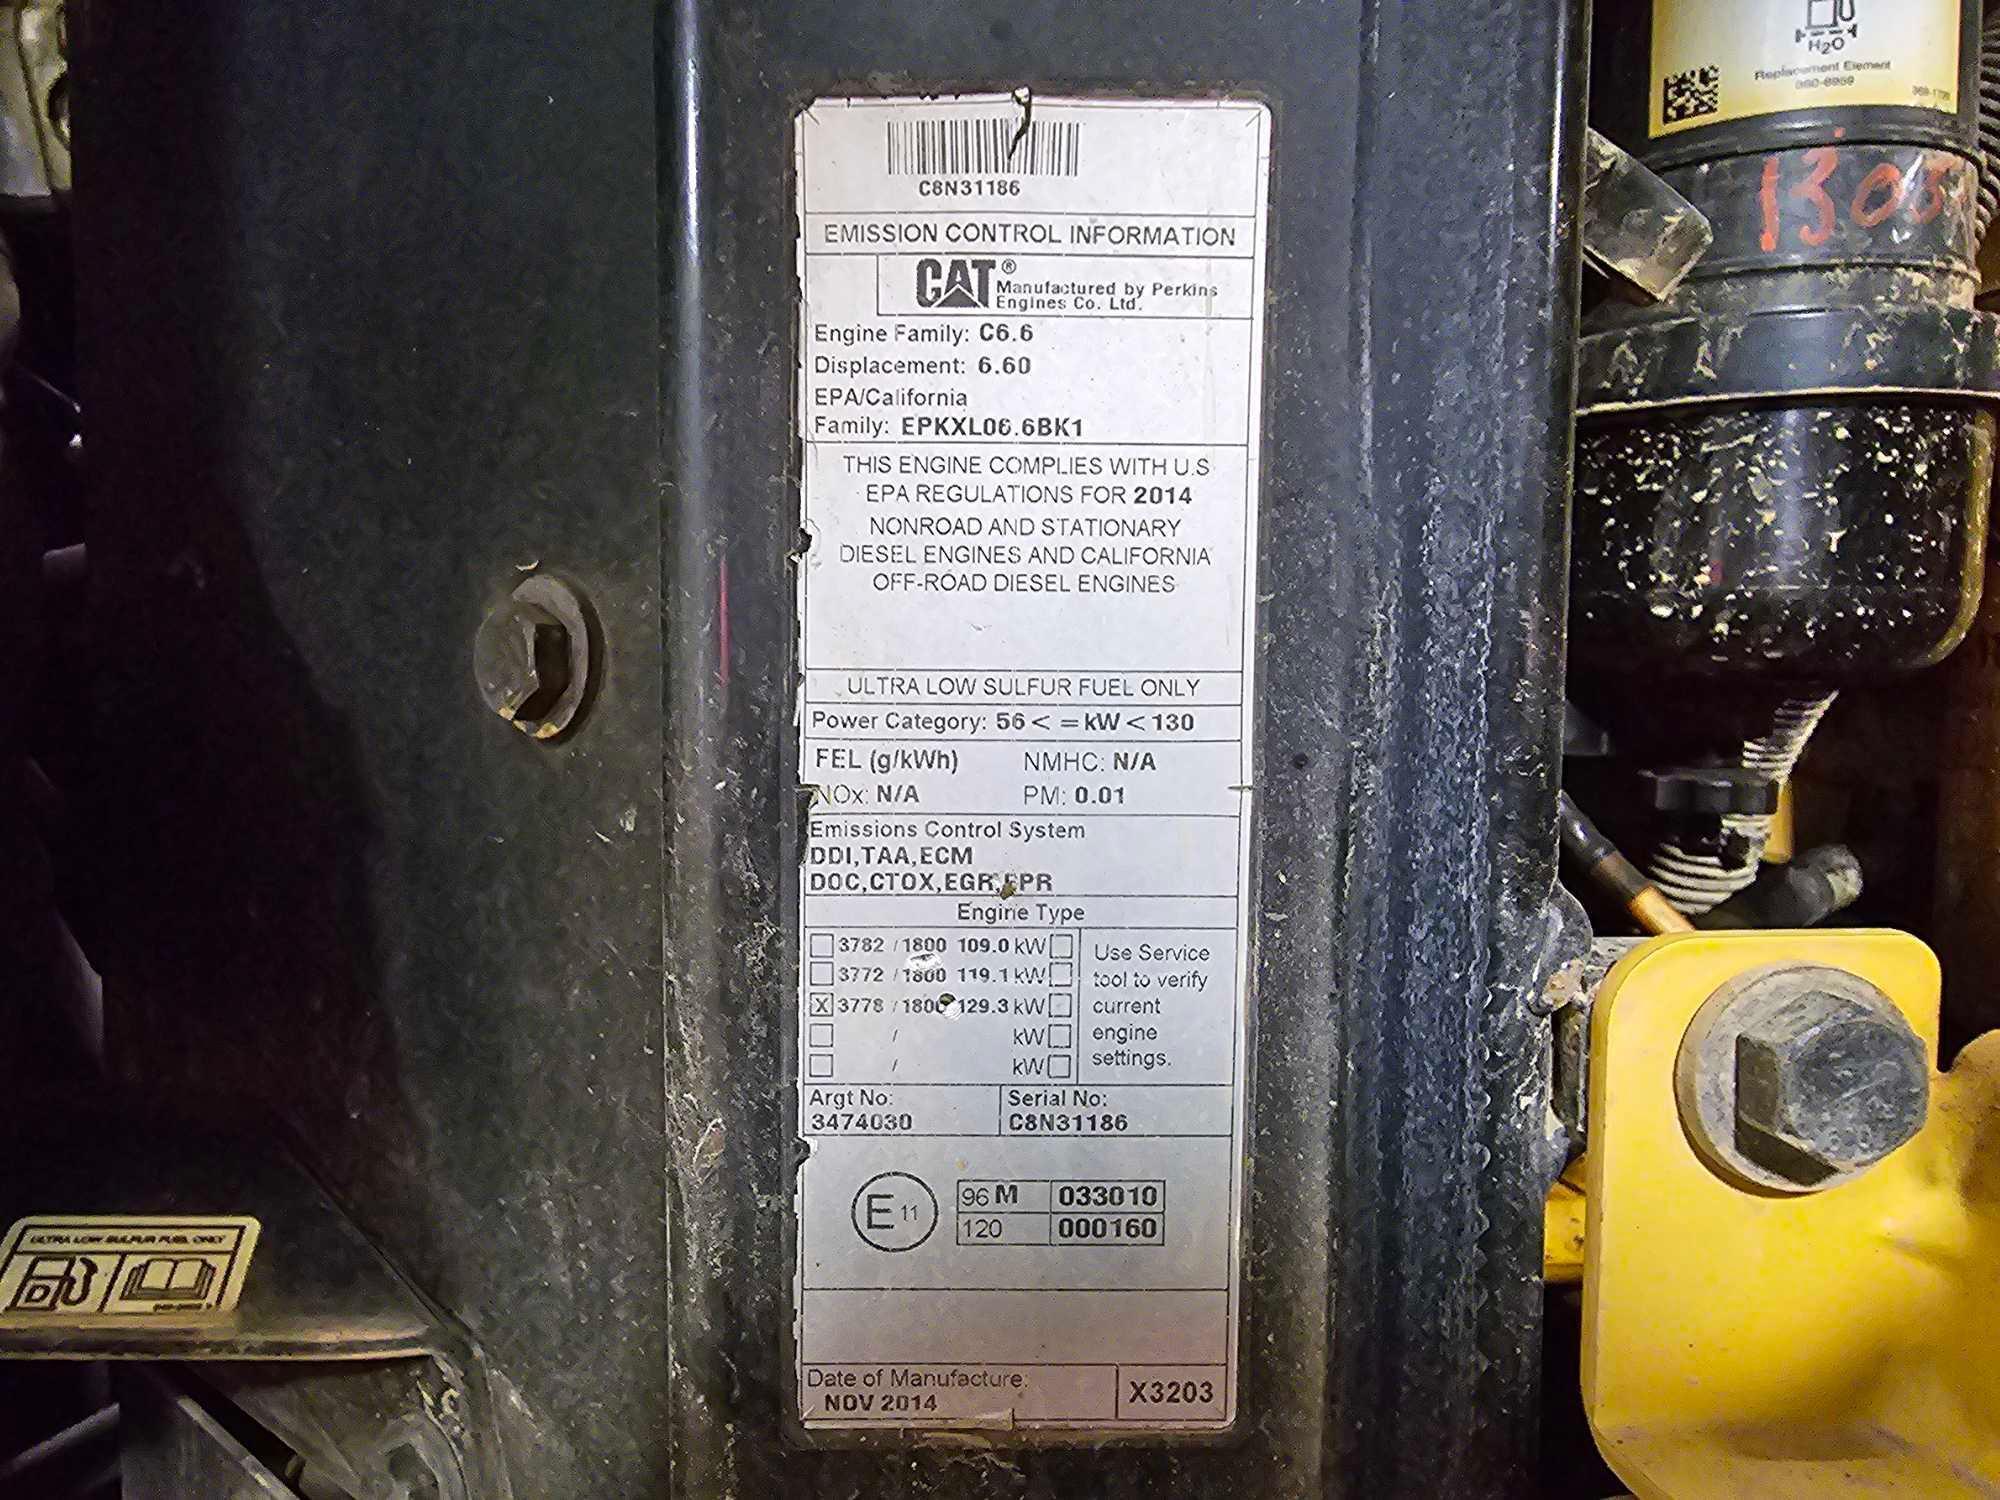 C8N31186
EMISSION CONTROL INFORMATION
CAT® Manufactured by Perkins
Engines Co. Ltd.
Engine Family: C6.6
Displacement: 6.60
EPA/California
Family: EPKXL06.6BK1
THIS ENGINE COMPLIES WITH U.S
EPA REGULATIONS FOR 2014
NONROAD AND STATIONARY
DIESEL ENGINES AND CALIFORNIA
OFF-ROAD DIESEL ENGINES
ULTRA LOW SULFUR FUEL ONLY
Power Category: 56 < = kW < 130
FEL (g/kWh) NMHC: N/A
NOx: N/A PM: 0.01
Emissions Control System
DDI,TAA,ECM
DOC,CTOX,EGR,EPR
Engine Type
3782 / 1800 109.0 kW
3772 / 1800 119.1 kW
X 3778 / 1800 129.3 kW
/ kW
/ kW
Use Service
tool to verify
current
engine
settings.
Argt No:
3474030
Serial No:
C8N31186
E 11
96 M 033010
120 000160
Date of Manufacture:
NOV 2014
X3203
H2O
Replacement Element
ULTRA LOW SULFUR FUEL ONLY
D